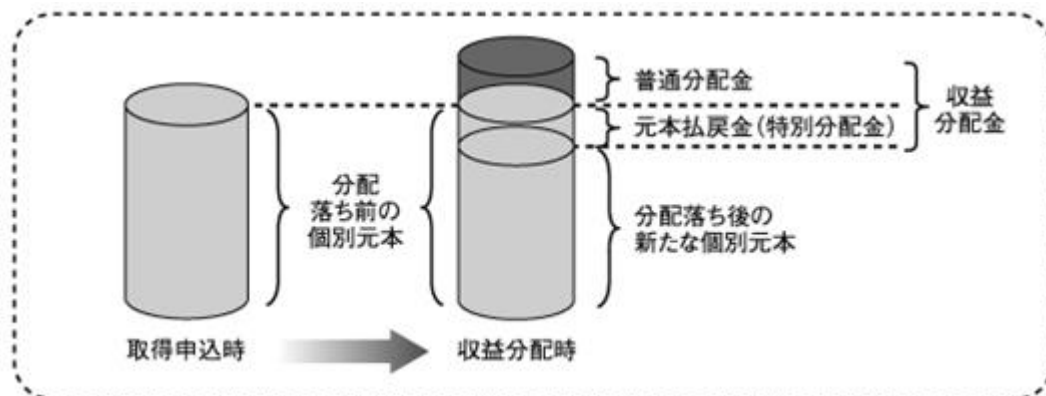 普通分配金
収益
分配金
元本払戻金(特別分配金)
分配
落ち前の
個別元本
分配落ち後の
新たな個別元本
取得申込時
収益分配時